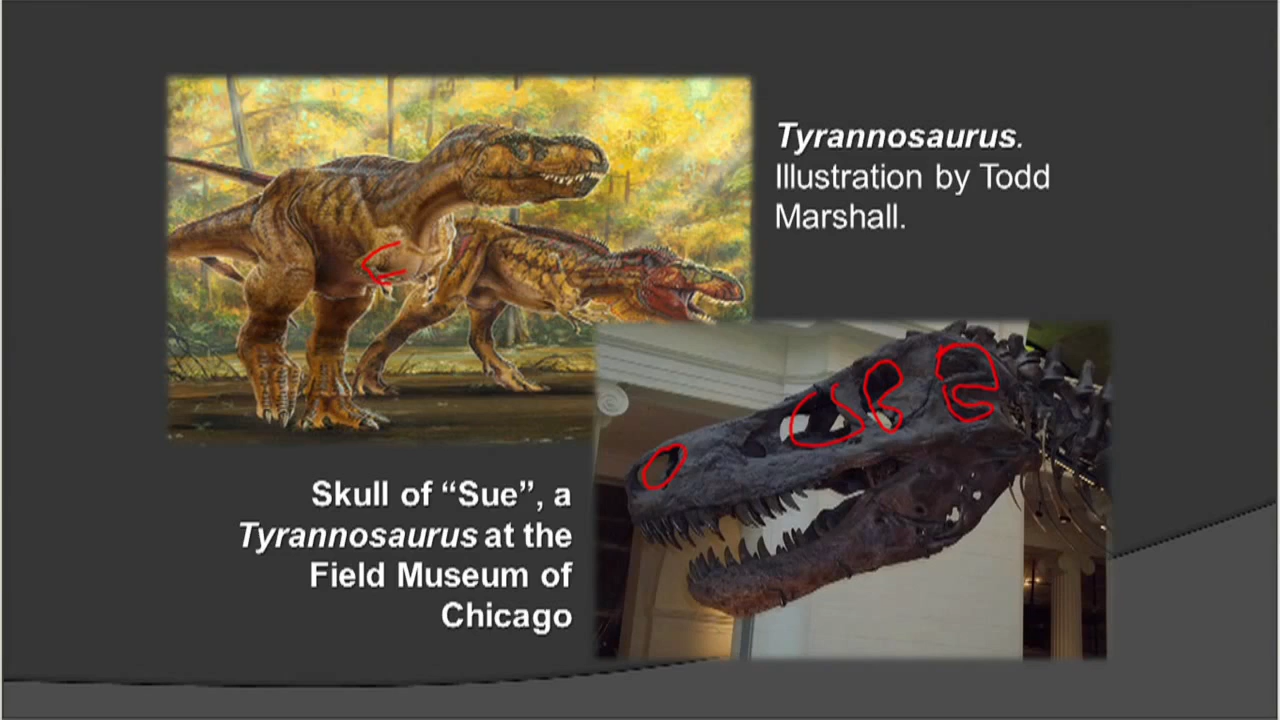 Tyrannosaurus.
Illustration by Todd
Marshall.
Skull of “Sue”, a
Tyrannosaurus at the
Field Museum of
Chicago